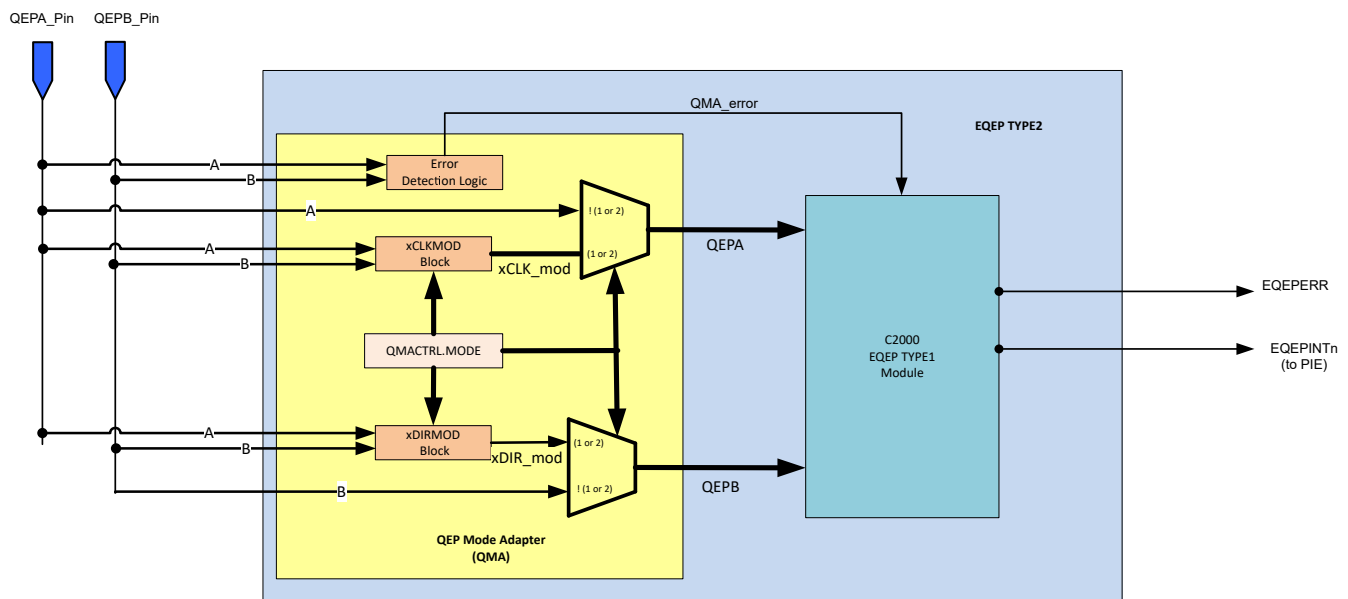 QEPA_Pin
QEPB_Pin
QMA_error
EQEP TYPE2
A
B
Error
Detection Logic
A
! (1 or 2)
A
B
xCLKMOD
Block
xCLK_mod
(1 or 2)
QEPA
QMACTRL.MODE
C2000
EQEP TYPE1
Module
EQEPERR
EQEPINTn
(to PIE)
A
B
xDIRMOD
Block
xDIR_mod
(1 or 2)
B
! (1 or 2)
QEPB
QEP Mode Adapter
(QMA)